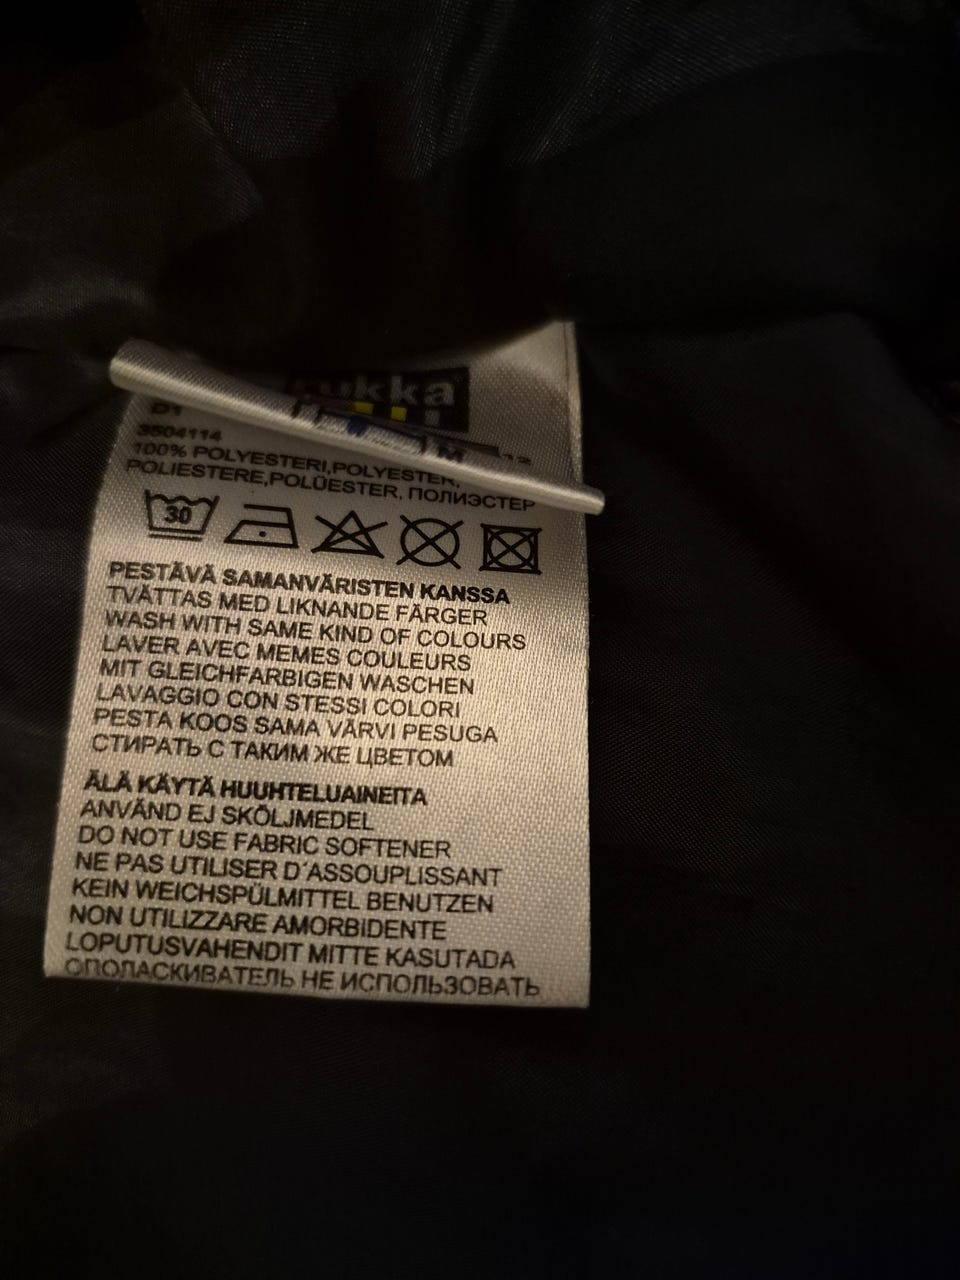 rukka
D1
M
3504114
100% POLYESTERI,POLYESTER,
POLIESTERE,POLÜESTER, ПОЛИЭСТЕР
30
PESTÄVÄ SAMANVÄRISTEN KANSSA
TVÄTTAS MED LIKNANDE FÄRGER
WASH WITH SAME KIND OF COLOURS
LAVER AVEC MEMES COULEURS
MIT GLEICHFARBIGEN WASCHEN
LAVAGGIO CON STESSI COLORI
PESTA KOOS SAMA VÄRVI PESUGA
СТИРАТЬ С ТАКИМ ЖЕ ЦВЕТОМ
ÄLÄ KÄYTÄ HUUHTELUAINEITA
ANVÄND EJ SKÖLJMEDEL
DO NOT USE FABRIC SOFTENER
NE PAS UTILISER D´ASSOUPLISSANT
KEIN WEICHSPÜLMITTEL BENUTZEN
NON UTILIZZARE AMORBIDENTE
LOPUTUSVAHENDIT MITTE KASUTADA
ОПОЛАСКИВАТЕЛЬ НЕ ИСПОЛЬЗОВАТЬ